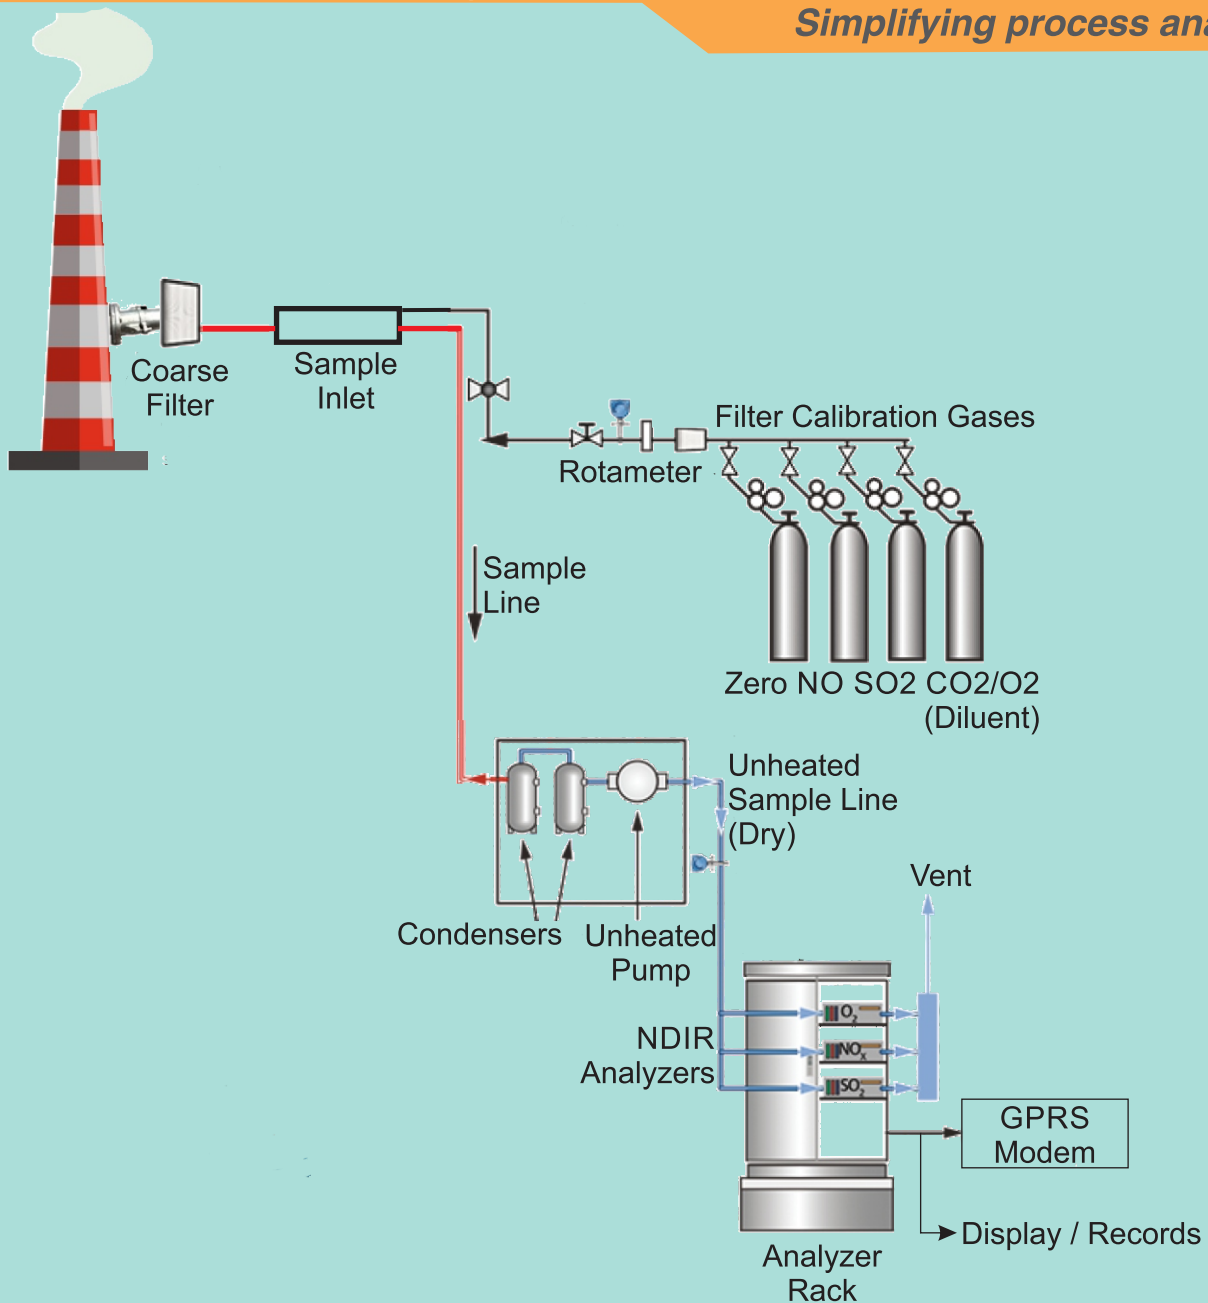 Simplifying process
Coarse
Filter
Sample
Inlet
Filter Calibration Gases
Rotameter
Sample
Line
Zero NO SO2 CO2/O2
(Diluent)
Unheated
Sample Line
(Dry)
Condensers
Unheated
Pump
Vent
NDIR
Analyzers
O2
NOx
SO2
GPRS
Modem
Display / Records
Analyzer
Rack